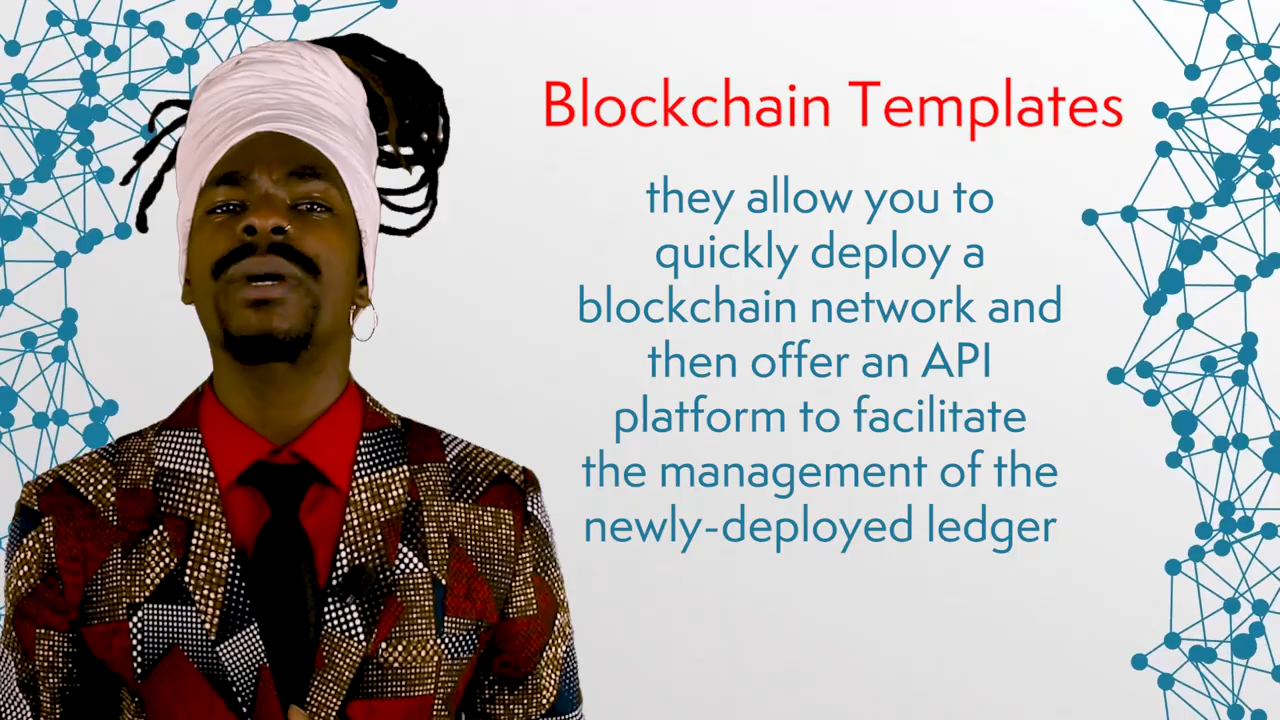 Blockchain Templates
they allow you to
quickly deploy a
blockchain network and
then offer an API
platform to facilitate
the management of the
newly-deployed ledger